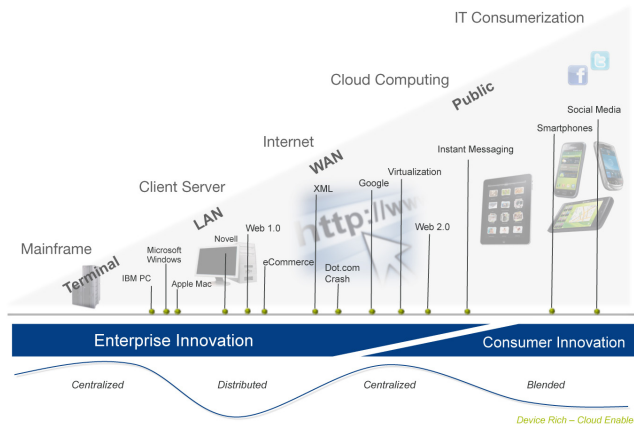 IT Consumerization
Cloud Computing
Public
Social Media
Smartphones
Internet
Instant Messaging
WAN
Virtualization
Google
XML
http://ww
Client Server
LAN
Web 1.0
Web 2.0
Novell
Mainframe
Microsoft
Windows
eCommerce
Dot.com
Crash
Terminal
IBM PC
Apple Mac
Enterprise Innovation
Consumer Innovation
Centralized
Distributed
Centralized
Blended
Device Rich – Cloud Enable